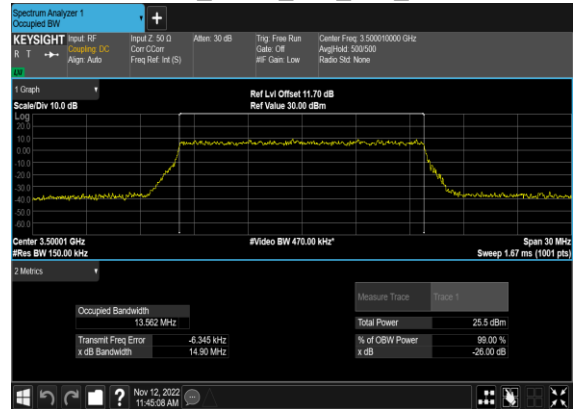 Spectrum Analyzer 1
Occupied BW
+
KEYSIGHT Input: RF Input Z: 50 Ω Atten: 30 dB Trig: Free Run Center Freq: 3.500010000 GHz
Coupling: DC Corr CCorr Gate: Off Avg|Hold: 500/500
R T Align: Auto Freq Ref: Int (S) #IF Gain: Low Radio Std: None
LW
1 Graph
Ref Lvl Offset 11.70 dB
Scale/Div 10.0 dB Ref Value 30.00 dBm
Log
20.0
10.0
0.00
-10.0
-20.0
-30.0
-40.0
-50.0
-60.0
Center 3.50001 GHz #Video BW 470.00 kHz* Span 30 MHz
#Res BW 150.00 kHz Sweep 1.67 ms (1001 pts)
2 Metrics
Measure Trace Trace 1
Occupied Bandwidth
13.562 MHz Total Power 25.5 dBm
Transmit Freq Error -6.345 kHz % of OBW Power 99.00 %
x dB Bandwidth 14.90 MHz x dB -26.00 dB
? Nov 12, 2022
11:45:08 AM